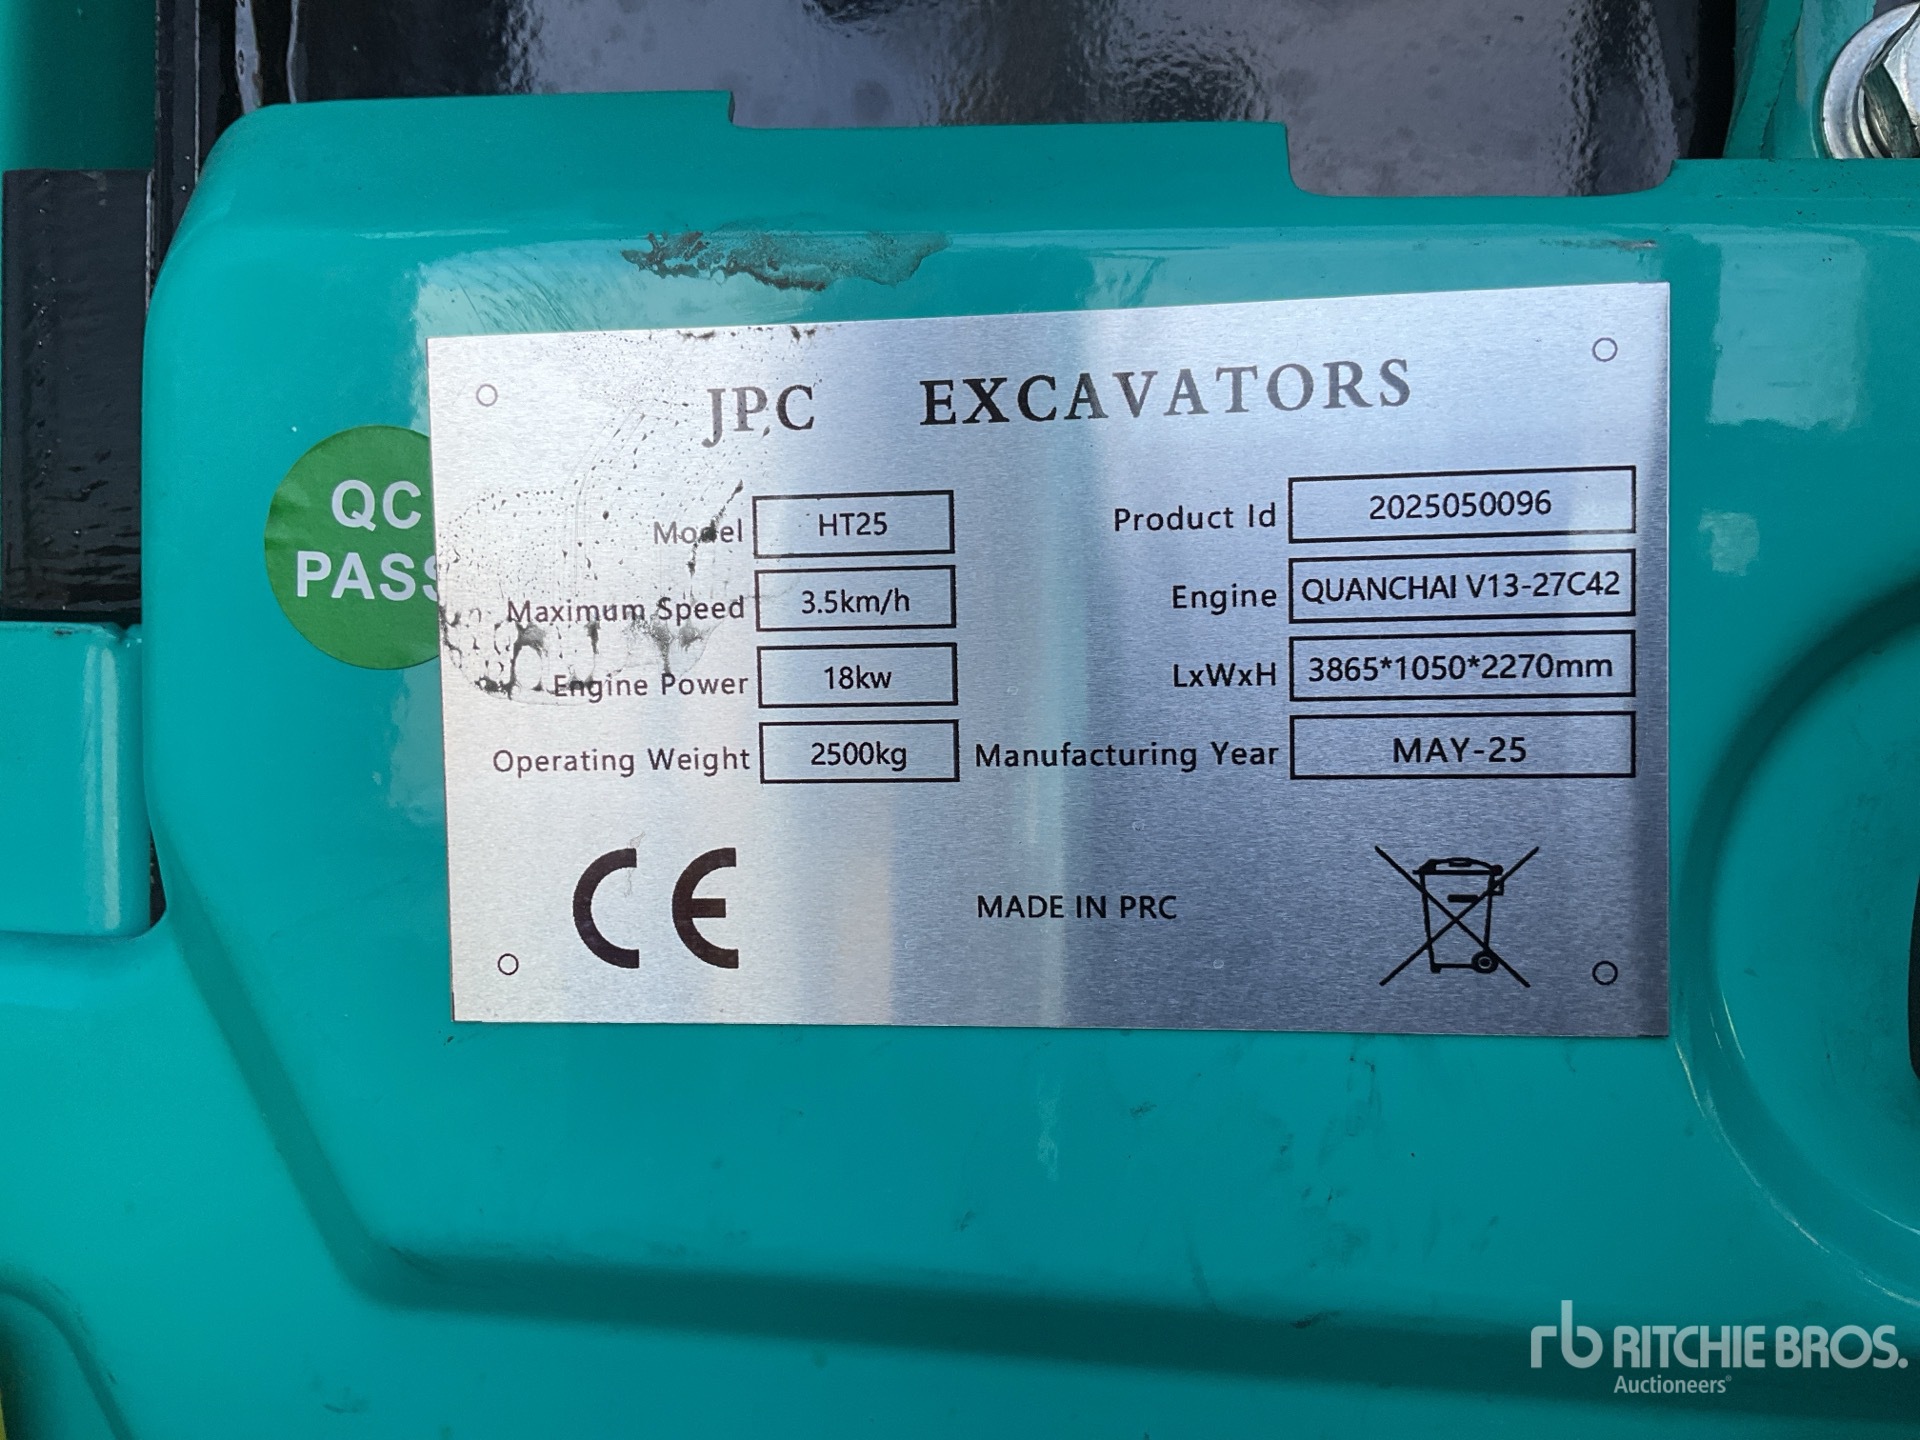 JPC EXCAVATORS
QC
PASS
Model HT25
Product Id 2025050096
Maximum Speed 3.5km/h
Engine QUANCHAI V13-27C42
Engine Power 18kw
LxWxH 3865*1050*2270mm
Operating Weight 2500kg
Manufacturing Year MAY-25
CE
MADE IN PRC
rb RITCHIE BROS.
Auctioneers